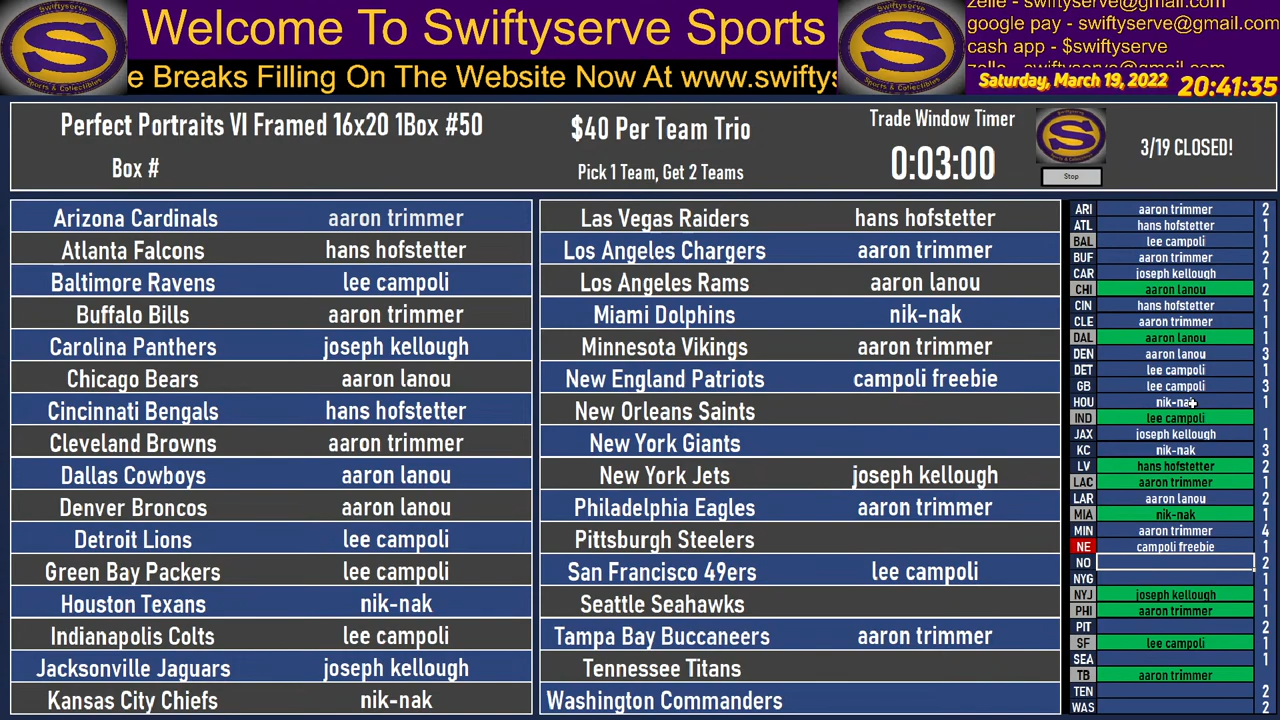 Welcome To Swiftyserve Sports
e Breaks Filling On The Website Now At www.swiftys
google pay - swiftyserve@gmail.com
cash app - $swiftyserve
Saturday, March 19, 2022 20:41:35
Perfect Portraits VI Framed 16x20 1Box #50
Box #
$40 Per Team Trio
Pick 1 Team, Get 2 Teams
Trade Window Timer
0:03:00
Stop
3/19 CLOSED!
Arizona Cardinals aaron trimmer
Atlanta Falcons hans hofstetter
Baltimore Ravens lee campoli
Buffalo Bills aaron trimmer
Carolina Panthers joseph kellough
Chicago Bears aaron lanou
Cincinnati Bengals hans hofstetter
Cleveland Browns aaron trimmer
Dallas Cowboys aaron lanou
Denver Broncos aaron lanou
Detroit Lions lee campoli
Green Bay Packers lee campoli
Houston Texans nik-nak
Indianapolis Colts lee campoli
Jacksonville Jaguars joseph kellough
Kansas City Chiefs nik-nak
Las Vegas Raiders hans hofstetter
Los Angeles Chargers aaron trimmer
Los Angeles Rams aaron lanou
Miami Dolphins nik-nak
Minnesota Vikings aaron trimmer
New England Patriots campoli freebie
New Orleans Saints
New York Giants
New York Jets joseph kellough
Philadelphia Eagles aaron trimmer
Pittsburgh Steelers
San Francisco 49ers lee campoli
Seattle Seahawks
Tampa Bay Buccaneers aaron trimmer
Tennessee Titans
Washington Commanders
ARI aaron trimmer 2
ATL hans hofstetter 1
BAL lee campoli 1
BUF aaron trimmer 2
CAR joseph kellough 1
CHI aaron lanou 2
CIN hans hofstetter 1
CLE aaron trimmer 1
DAL aaron lanou 1
DEN aaron lanou 3
DET lee campoli 1
GB lee campoli 3
HOU nik-nak 1
IND lee campoli
JAX joseph kellough 1
KC nik-nak 3
LV hans hofstetter 2
LAC aaron trimmer 1
LAR aaron lanou 2
MIA nik-nak 1
MIN aaron trimmer 4
NE campoli freebie 1
NO 2
NYG 1
NYJ joseph kellough 1
PHI aaron trimmer 1
PIT 2
SF lee campoli 1
SEA 1
TB aaron trimmer
TEN 2
WAS 2